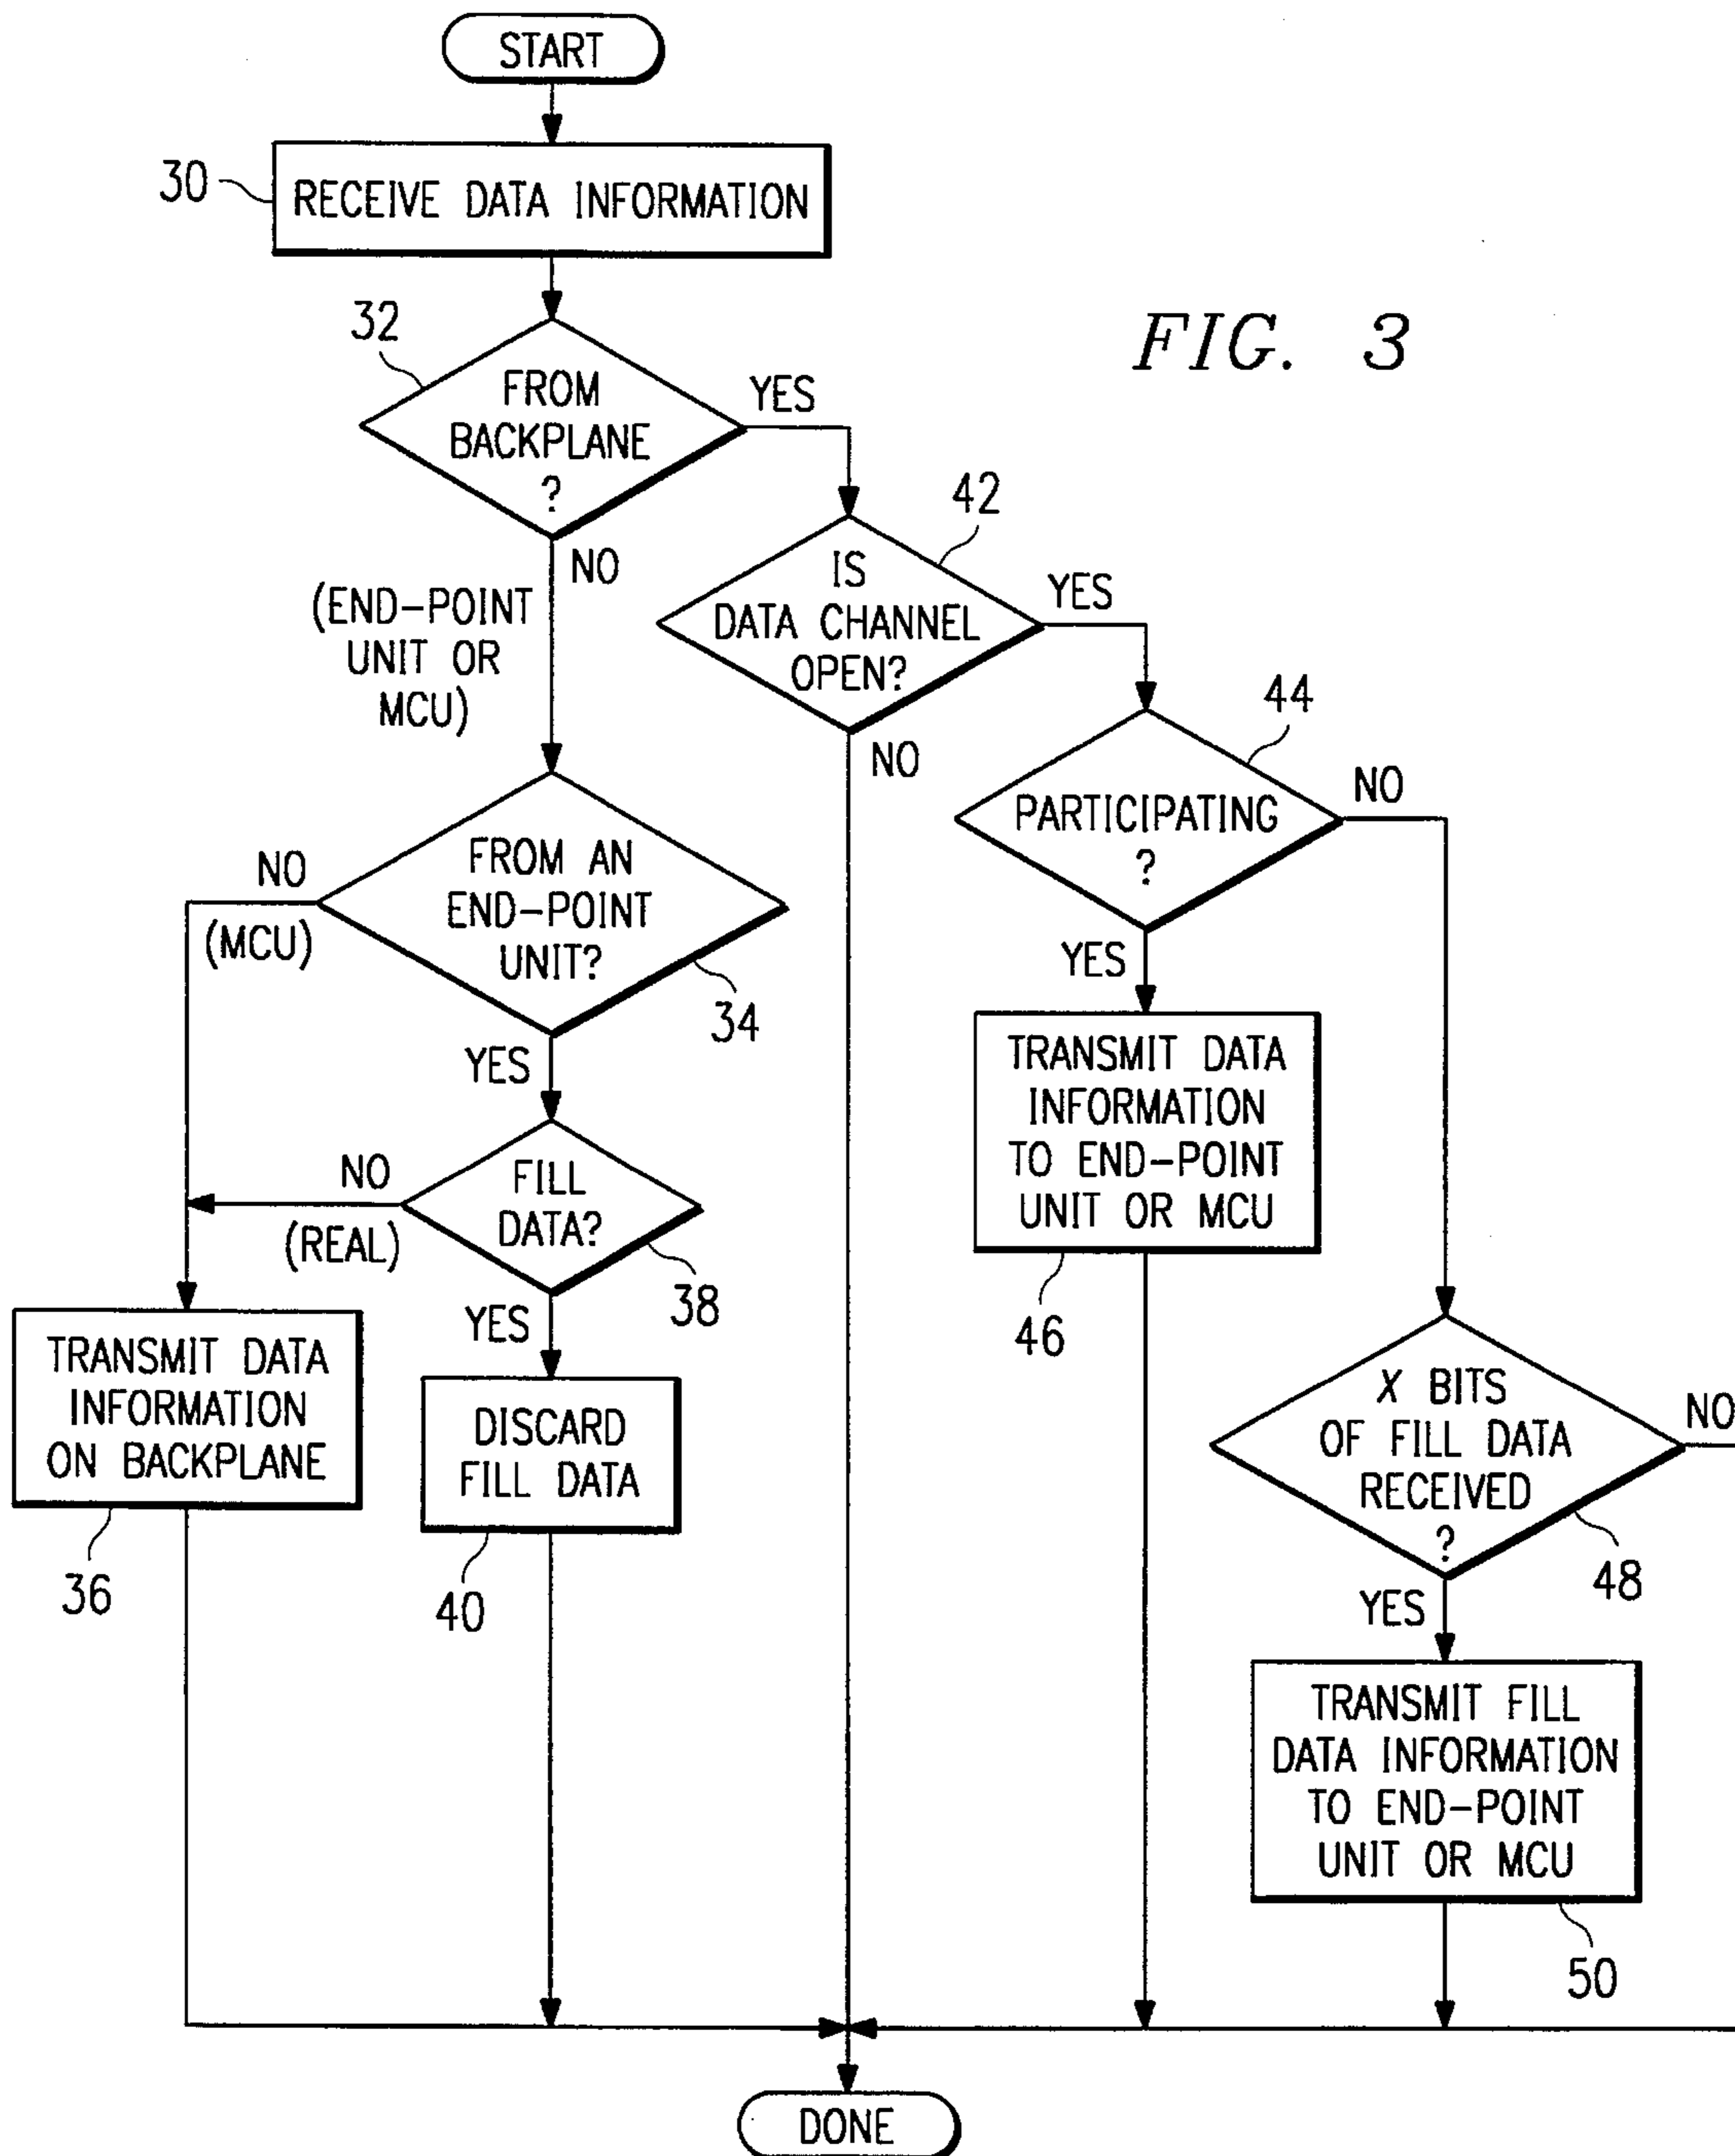 START
30
RECEIVE DATA INFORMATION
FIG. 3
32
FROM
BACKPLANE
?
YES
NO
(END-POINT
UNIT OR
MCU)
42
IS
DATA CHANNEL
OPEN?
YES
NO
44
PARTICIPATING
?
NO
YES
FROM AN
END-POINT
UNIT?
34
NO
(MCU)
YES
FILL
DATA?
38
NO
(REAL)
YES
TRANSMIT DATA
INFORMATION
ON BACKPLANE
36
DISCARD
FILL DATA
40
TRANSMIT DATA
INFORMATION
TO END-POINT
UNIT OR MCU
46
X BITS
OF FILL DATA
RECEIVED
?
48
NO
YES
TRANSMIT FILL
DATA INFORMATION
TO END-POINT
UNIT OR MCU
50
DONE